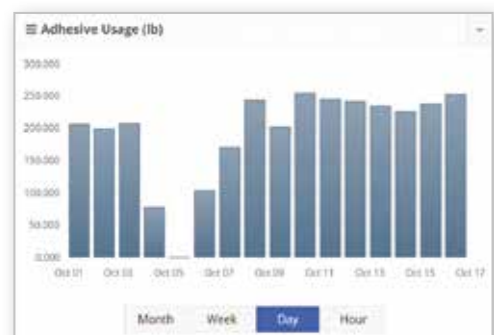 ≡ Adhesive Usage (lb)
300.000
250.000
200.000
150.000
100.000
50.000
0.000
Oct 01 Oct 03 Oct 05 Oct 07 Oct 09 Oct 11 Oct 13 Oct 15 Oct 17
Month Week Day Hour